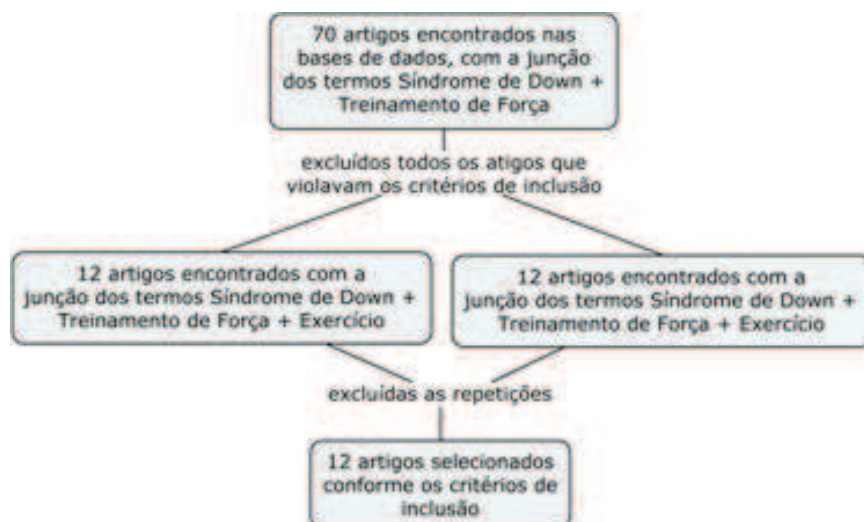 70 artigos encontrados nas
bases de dados, com a junção
dos termos Síndrome de Down +
Treinamento de Força
excluídos todos os atigos que
violavam os critérios de inclusão
12 artigos encontrados com a
junção dos termos Síndrome de Down +
Treinamento de Força + Exercício
12 artigos encontrados com a
junção dos termos Síndrome de Down +
Treinamento de Força + Exercício
excluídas as repetições
12 artigos selecionados
conforme os critérios de
inclusão